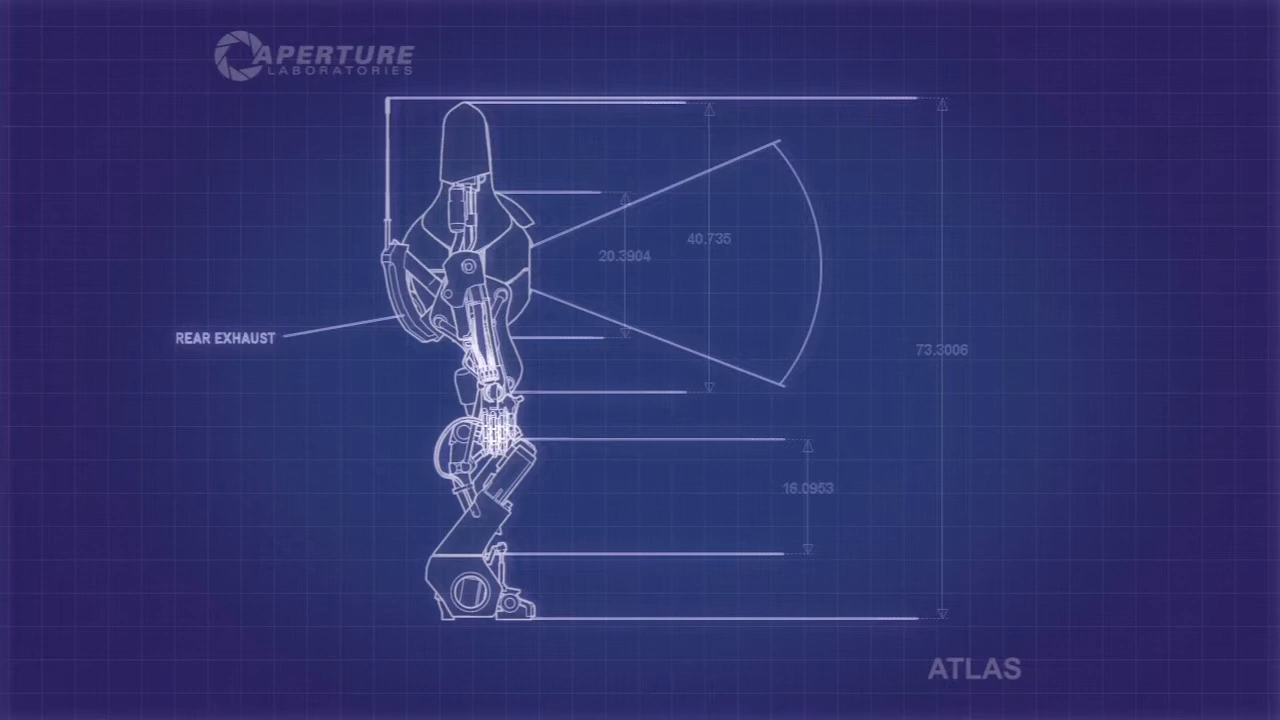 APERTURE
LABORATORIES
40.735
20.3904
REAR EXHAUST
73.3006
16.0953
ATLAS